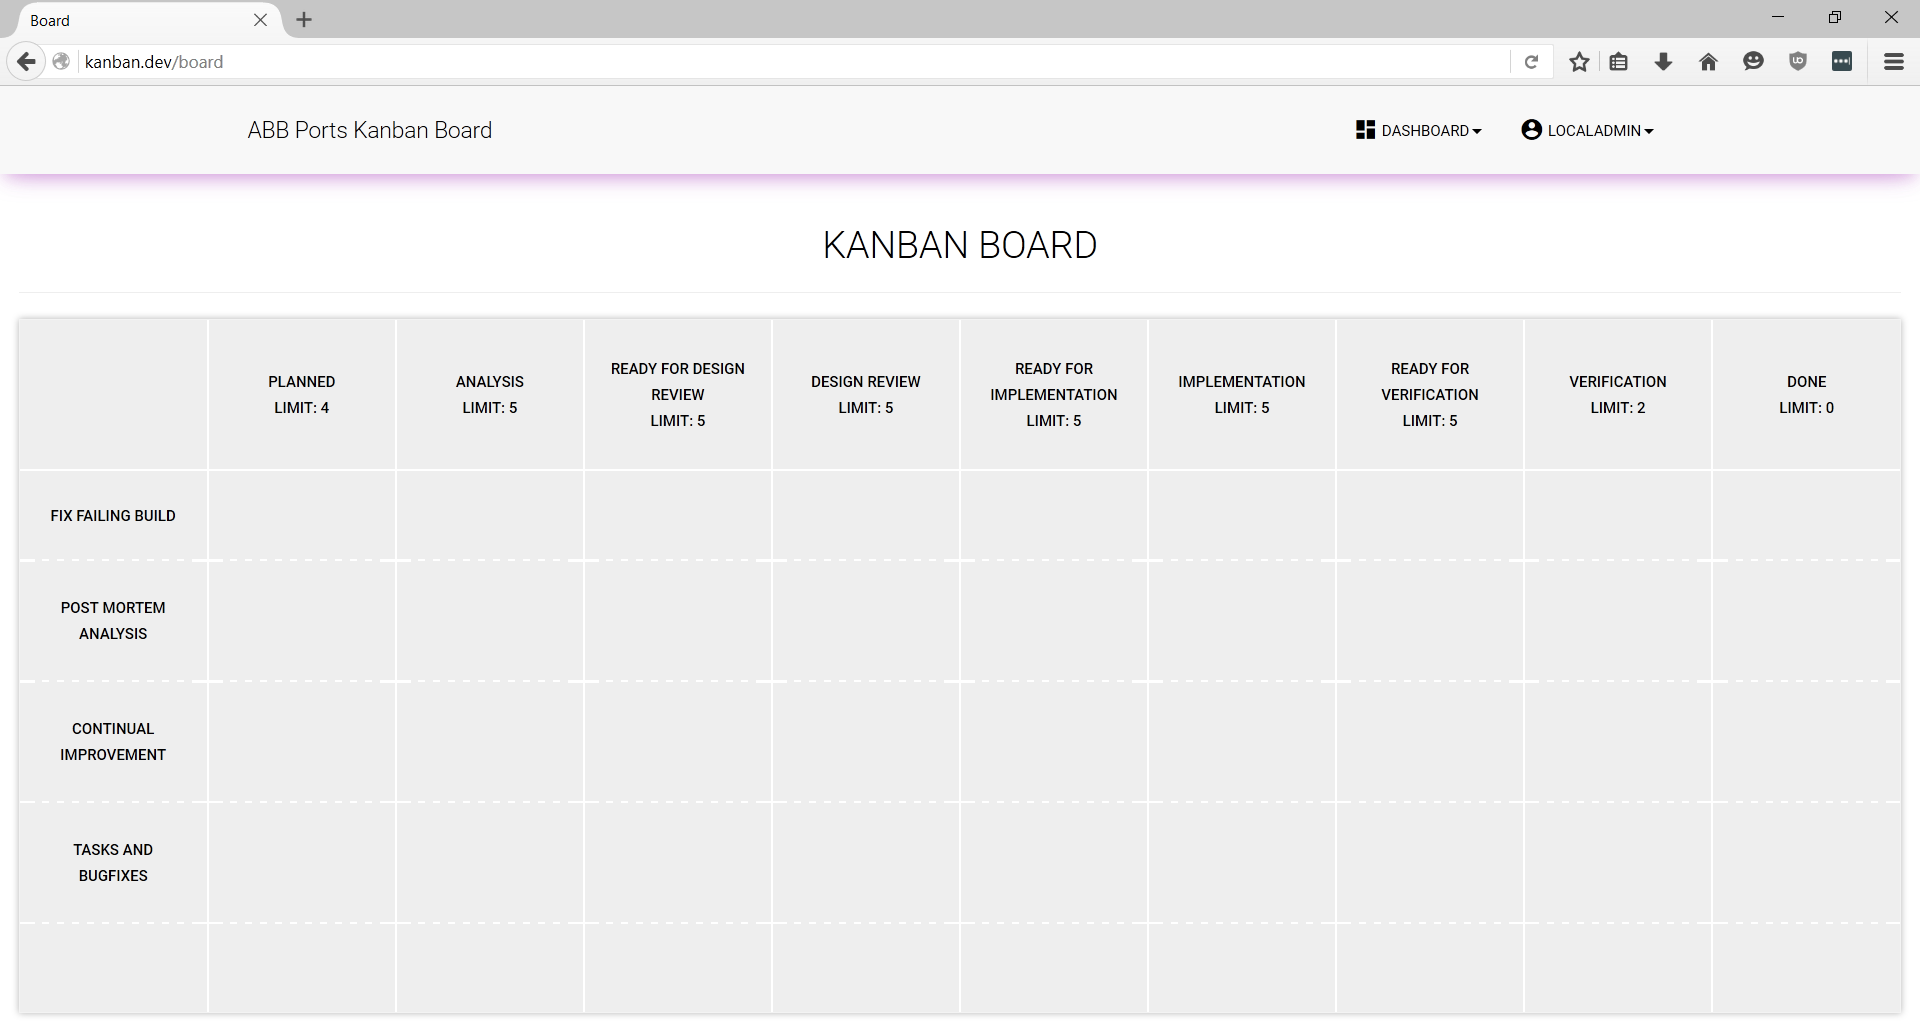 Board
kanban.dev/board
ABB Ports Kanban Board
DASHBOARD
LOCALADMIN
KANBAN BOARD
PLANNED
LIMIT: 4
ANALYSIS
LIMIT: 5
READY FOR DESIGN
REVIEW
LIMIT: 5
DESIGN REVIEW
LIMIT: 5
READY FOR
IMPLEMENTATION
LIMIT: 5
IMPLEMENTATION
LIMIT: 5
READY FOR
VERIFICATION
LIMIT: 5
VERIFICATION
LIMIT: 2
DONE
LIMIT: 0
FIX FAILING BUILD
POST MORTEM
ANALYSIS
CONTINUAL
IMPROVEMENT
TASKS AND
BUGFIXES